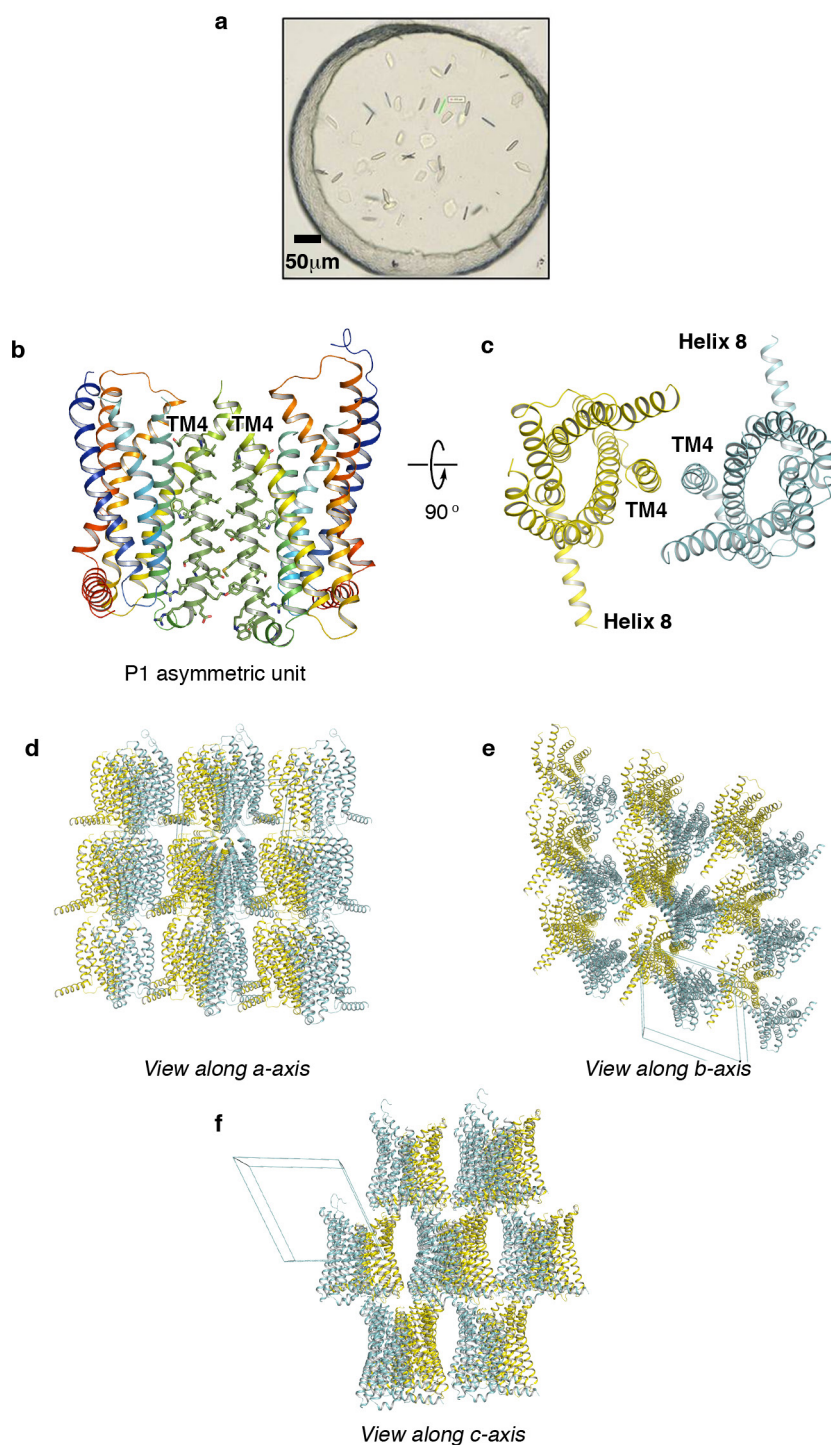 a
50μm
b
TM4 TM4
90 o
P1 asymmetric unit
c
Helix 8
TM4
TM4
Helix 8
d
View along a-axis
e
View along b-axis
f
View along c-axis